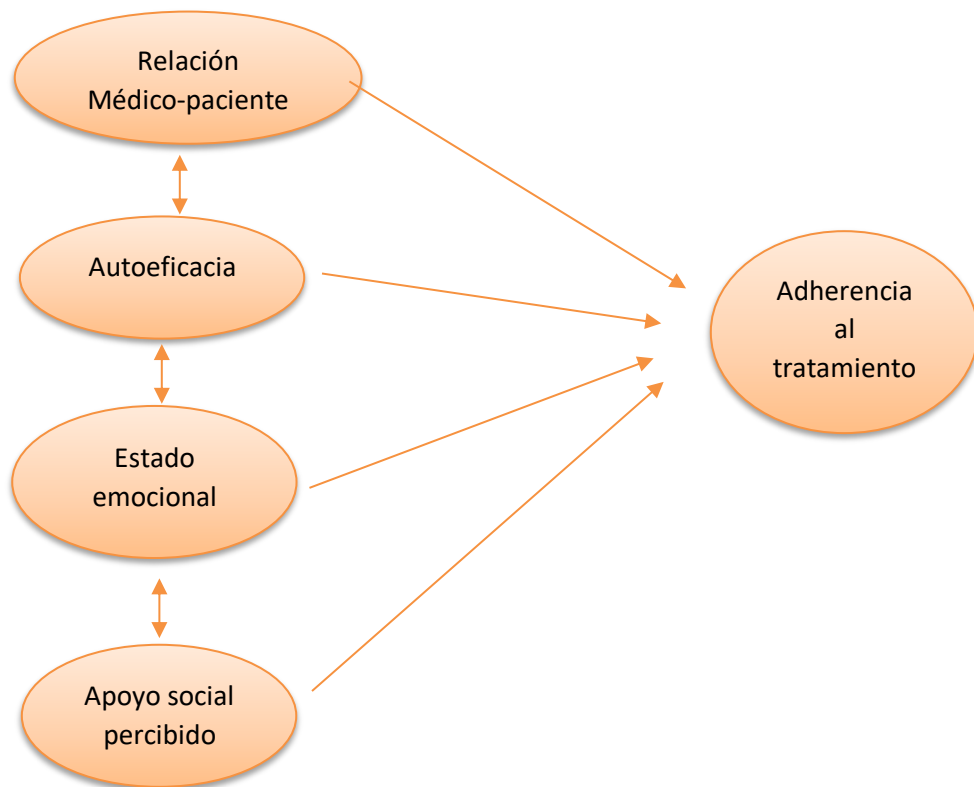 Relación
Médico-paciente
Autoeficacia
Adherencia
al
tratamiento
Estado
emocional
Apoyo social
percibido